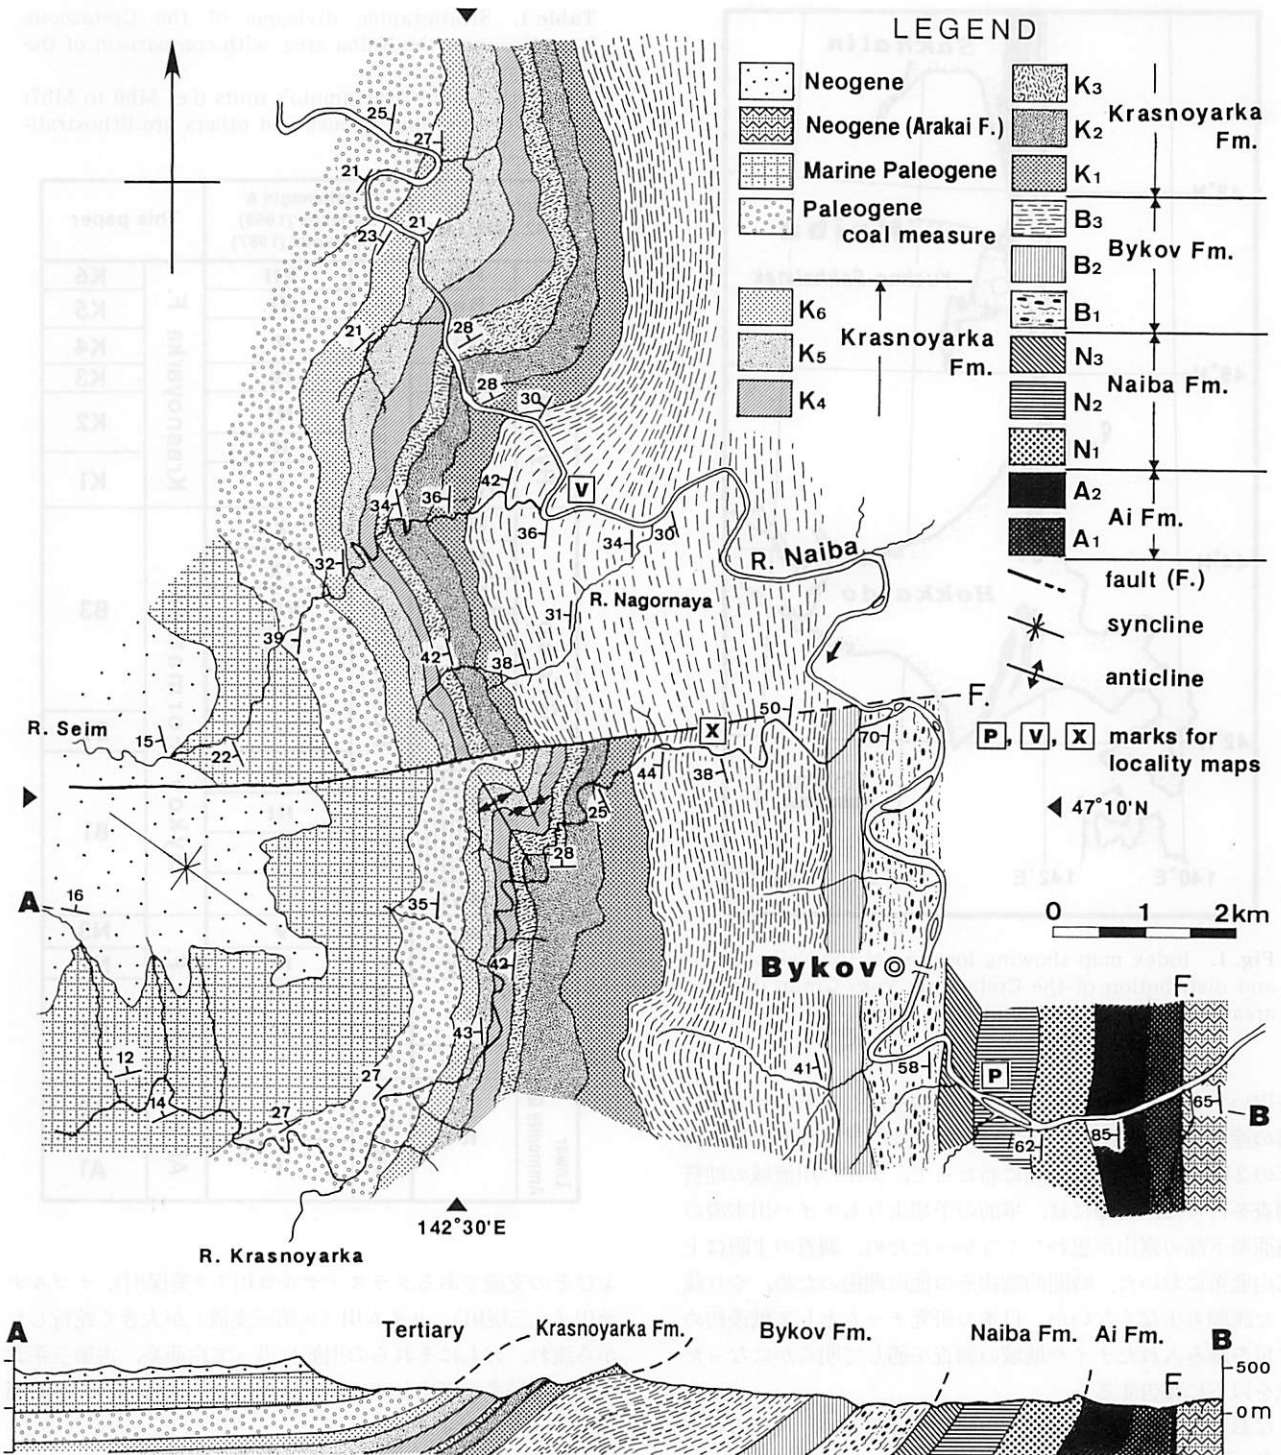 LEGEND
Neogene
Neogene (Arakai F.)
Marine Paleogene
Paleogene
coal measure
K6
K5
K4
Krasnoyarka
Fm.
K3
K2
K1
Krasnoyarka
Fm.
B3
B2
B1
Bykov Fm.
N3
N2
N1
Naiba Fm.
A2
A1
Ai Fm.
fault (F.)
syncline
anticline
P, V, X marks for
locality maps
47°10'N
0 1 2km
25
27
21
21
23
21
28
28
30
42
V
36
34
36
34
30
R. Naiba
32
R. Nagornaya
31
39
42
38
F.
50
R. Seim
15
22
X
70
44
38
25
28
A
16
35
Bykov
42
F.
43
12
14
27
27
41
58
P
62
85
65
B
142°30'E
R. Krasnoyarka
A
Tertiary
Krasnoyarka Fm.
Bykov Fm.
Naiba Fm.
Ai Fm.
B
500
F.
0m